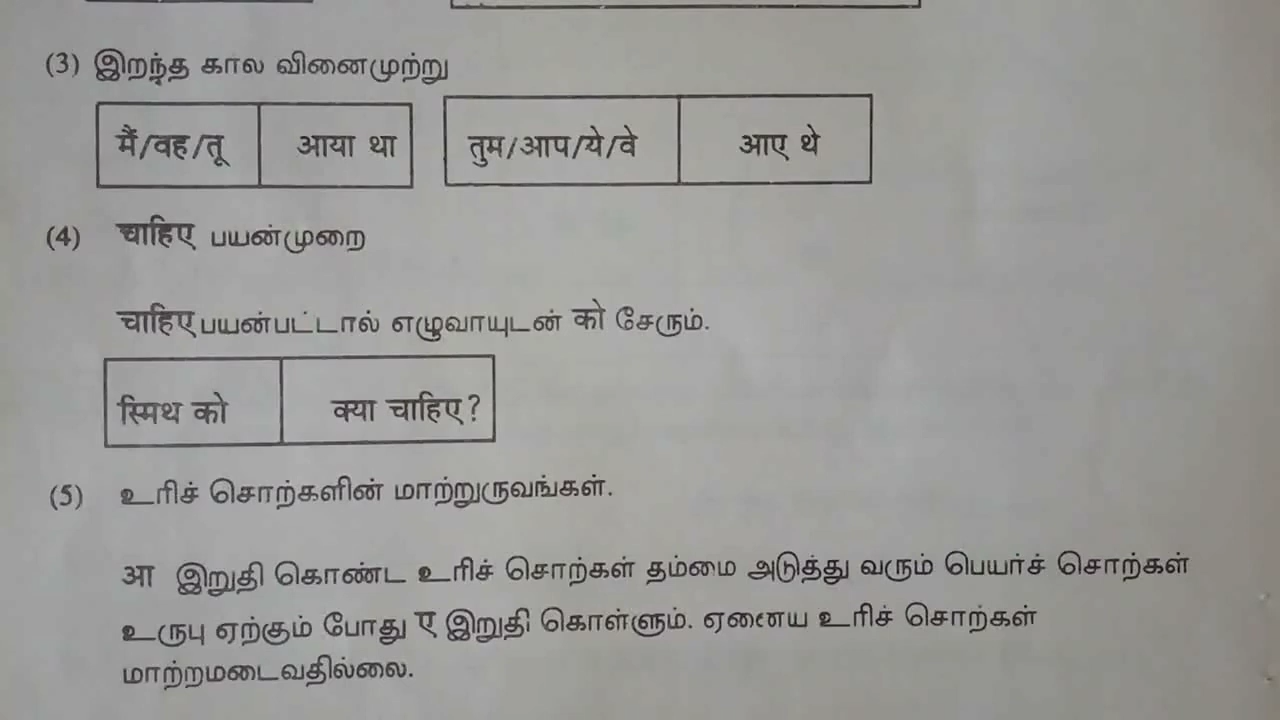 (3) இறந்த கால வினைமுற்று
मैं/वह/तू आया था तुम/आप/ये/वे आए थे
(4) चाहिए பயன்முறை
चाहिए பயன்பட்டால் எழுவாயுடன் को சேரும்.
स्मिथ को क्या चाहिए?
(5) உரிச் சொற்களின் மாற்றுருவங்கள்.
आ இறுதி கொண்ட உரிச் சொற்கள் தம்மை அடுத்து வரும் பெயர்ச் சொற்கள்
உருபு ஏற்கும் போது ए இறுதி கொள்ளும். ஏனைய உரிச் சொற்கள்
மாற்றமடைவதில்லை.